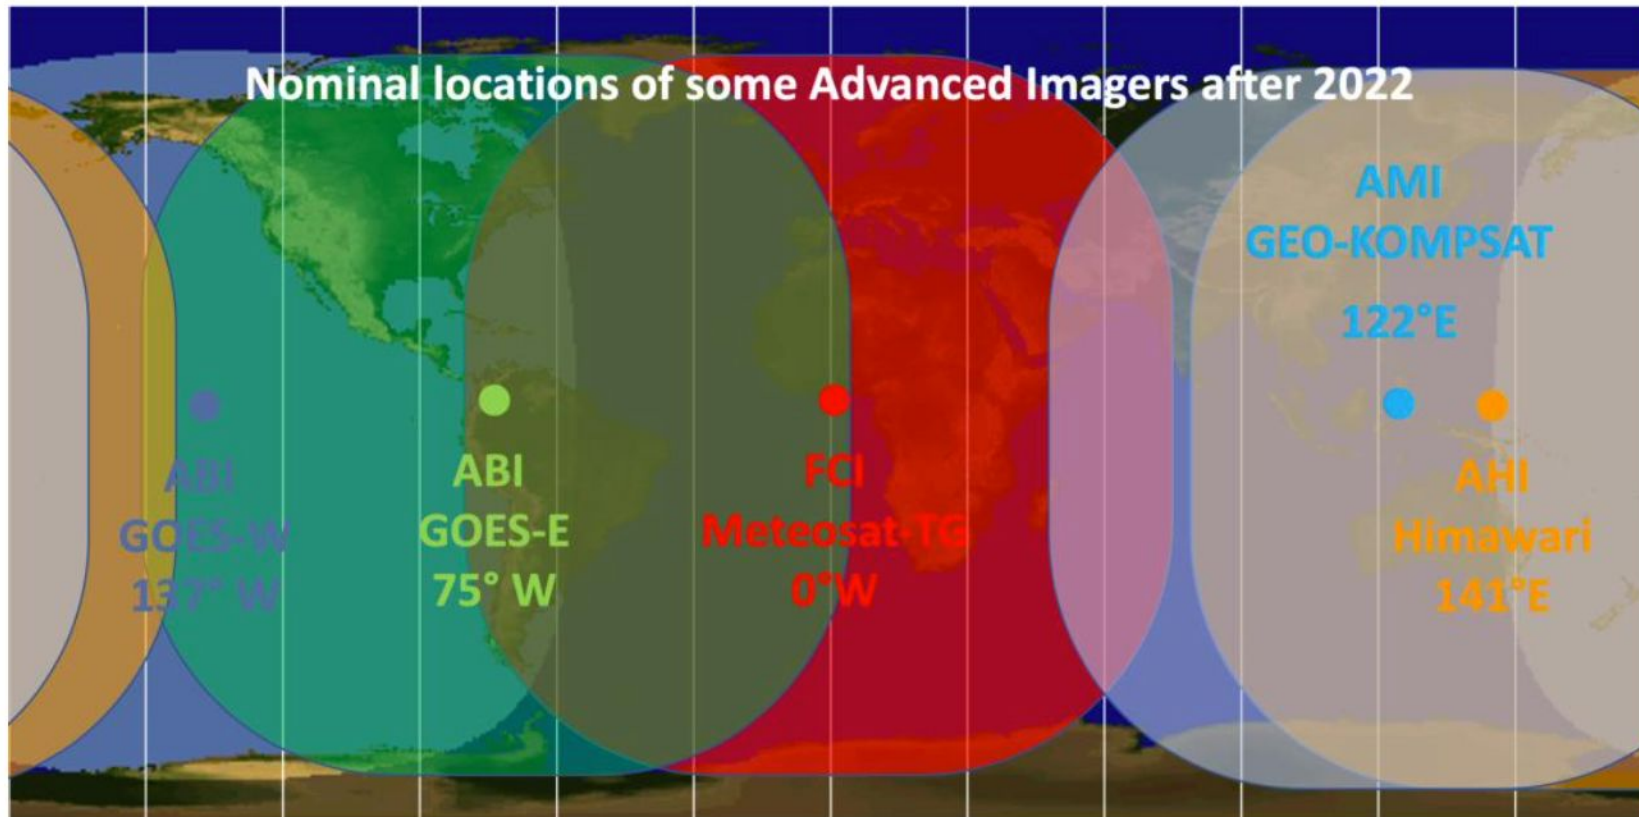 Nominal locations of some Advanced Imagers after 2022
AMI
GEO-KOMPSAT
122°E
ABI
GOES-W
137° W
ABI
GOES-E
75° W
FCI
Meteosat-TG
0°W
AHI
Himawari
141°E